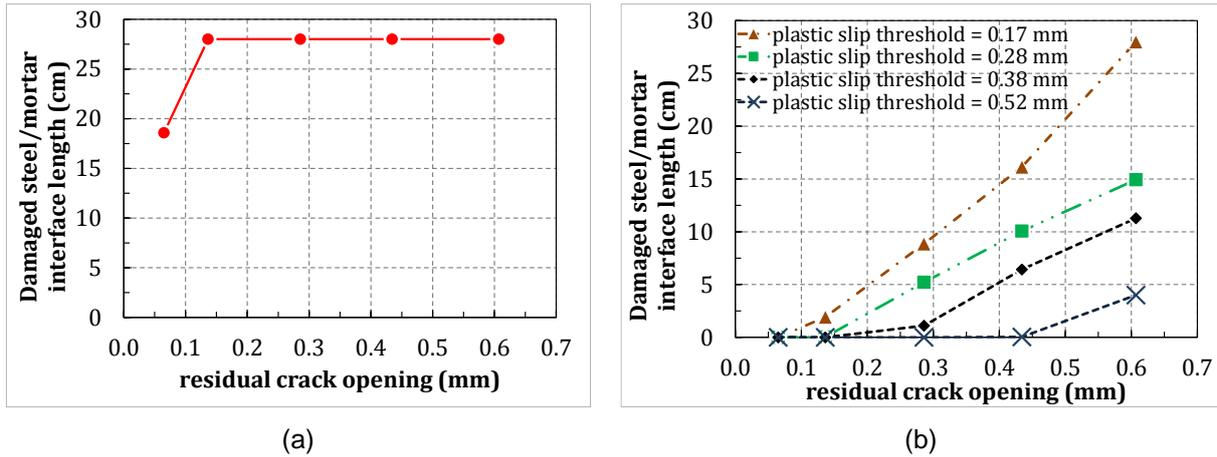 Damaged steel/mortar
interface length (cm)
30
25
20
15
10
5
0
0.0 0.1 0.2 0.3 0.4 0.5 0.6 0.7
residual crack opening (mm)
(a)
Damaged steel/mortar
interface length (cm)
30
25
20
15
10
5
0
plastic slip threshold = 0.17 mm
plastic slip threshold = 0.28 mm
plastic slip threshold = 0.38 mm
plastic slip threshold = 0.52 mm
0.0 0.1 0.2 0.3 0.4 0.5 0.6 0.7
residual crack opening (mm)
(b)